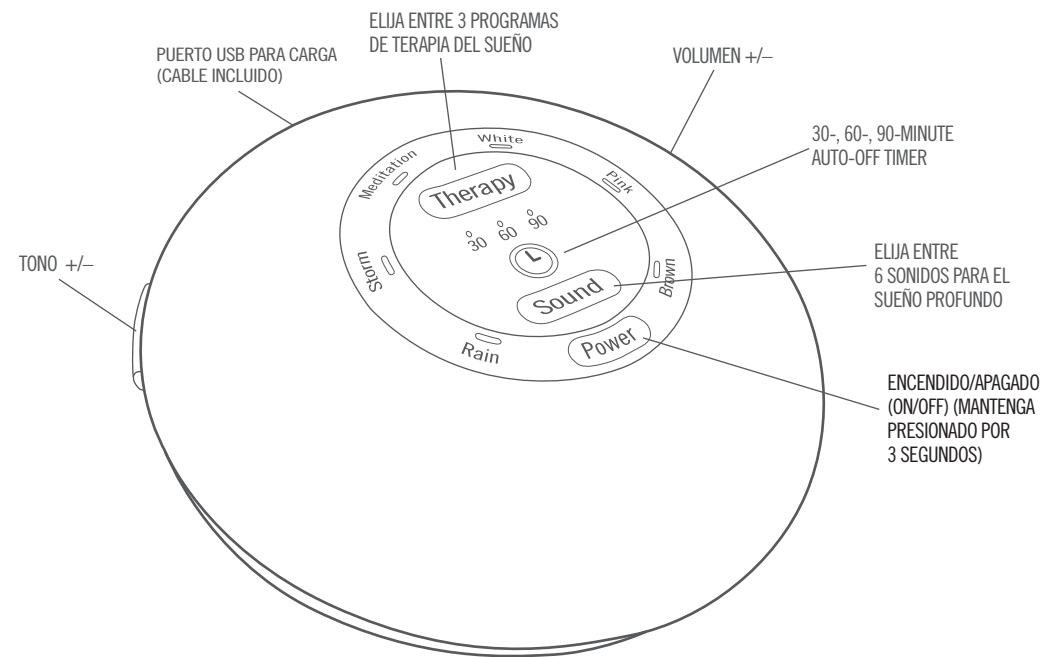 ELIJA ENTRE 3 PROGRAMAS
DE TERAPIA DEL SUEÑO
PUERTO USB PARA CARGA
(CABLE INCLUIDO)
VOLUMEN +/–
30-, 60-, 90-MINUTE
AUTO-OFF TIMER
White
Meditation
Pink
Therapy
30 60 90
TONO +/–
Storm
Brown
ELIJA ENTRE
6 SONIDOS PARA EL
SUEÑO PROFUNDO
Sound
Rain
Power
ENCENDIDO/APAGADO
(ON/OFF) (MANTENGA
PRESIONADO POR
3 SEGUNDOS)